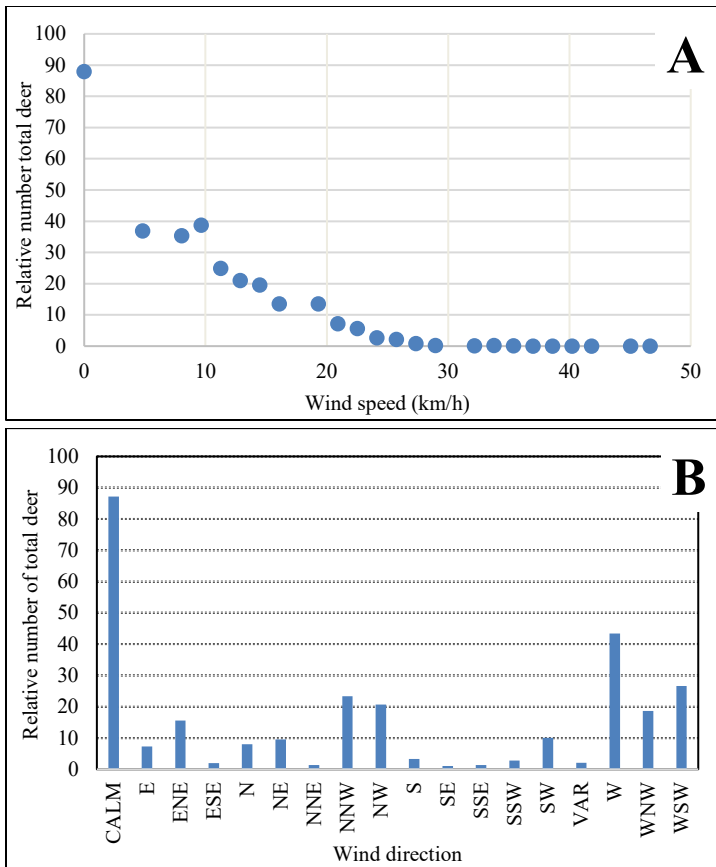 A
Relative number total deer
100
90
80
70
60
50
40
30
20
10
0
0 10 20 30 40 50
Wind speed (km/h)
B
Relative number of total deer
100
90
80
70
60
50
40
30
20
10
0
CALM E ENE ESE N NE NNE NNW NW S SE SSE SSW SW VAR W WNW WSW
Wind direction